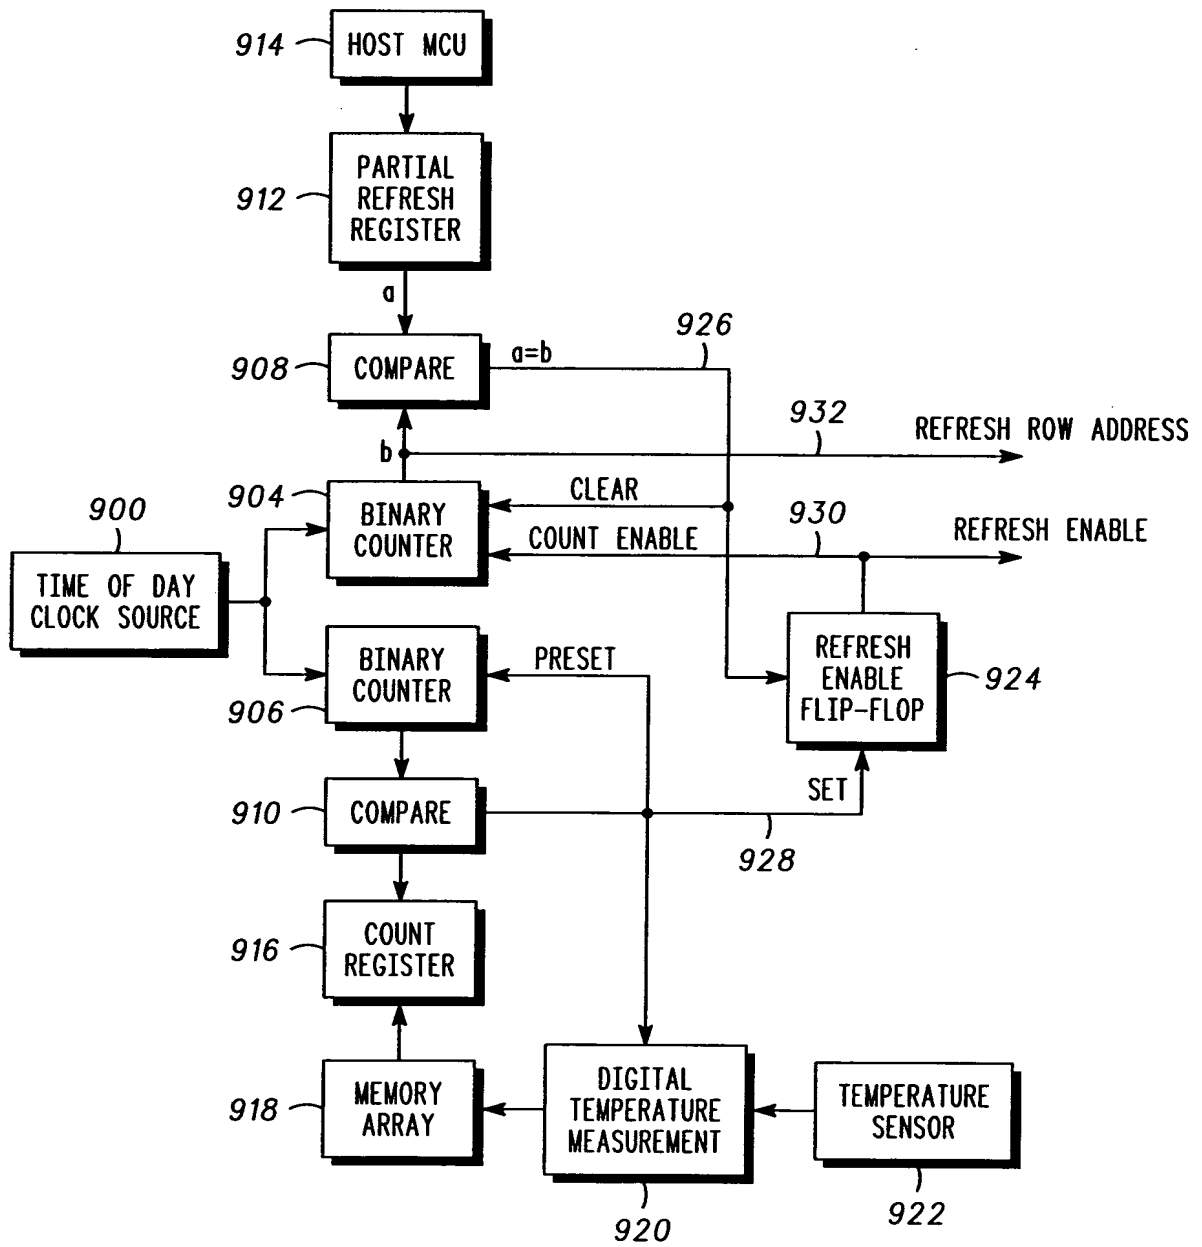 914
HOST MCU
912
PARTIAL
REFRESH
REGISTER
a
926
908
COMPARE
a=b
932
REFRESH ROW ADDRESS
b
900
904
BINARY
COUNTER
CLEAR
930
COUNT ENABLE
REFRESH ENABLE
TIME OF DAY
CLOCK SOURCE
906
BINARY
COUNTER
PRESET
REFRESH
ENABLE
FLIP-FLOP
924
910
COMPARE
SET
928
916
COUNT
REGISTER
918
MEMORY
ARRAY
DIGITAL
TEMPERATURE
MEASUREMENT
TEMPERATURE
SENSOR
920
922